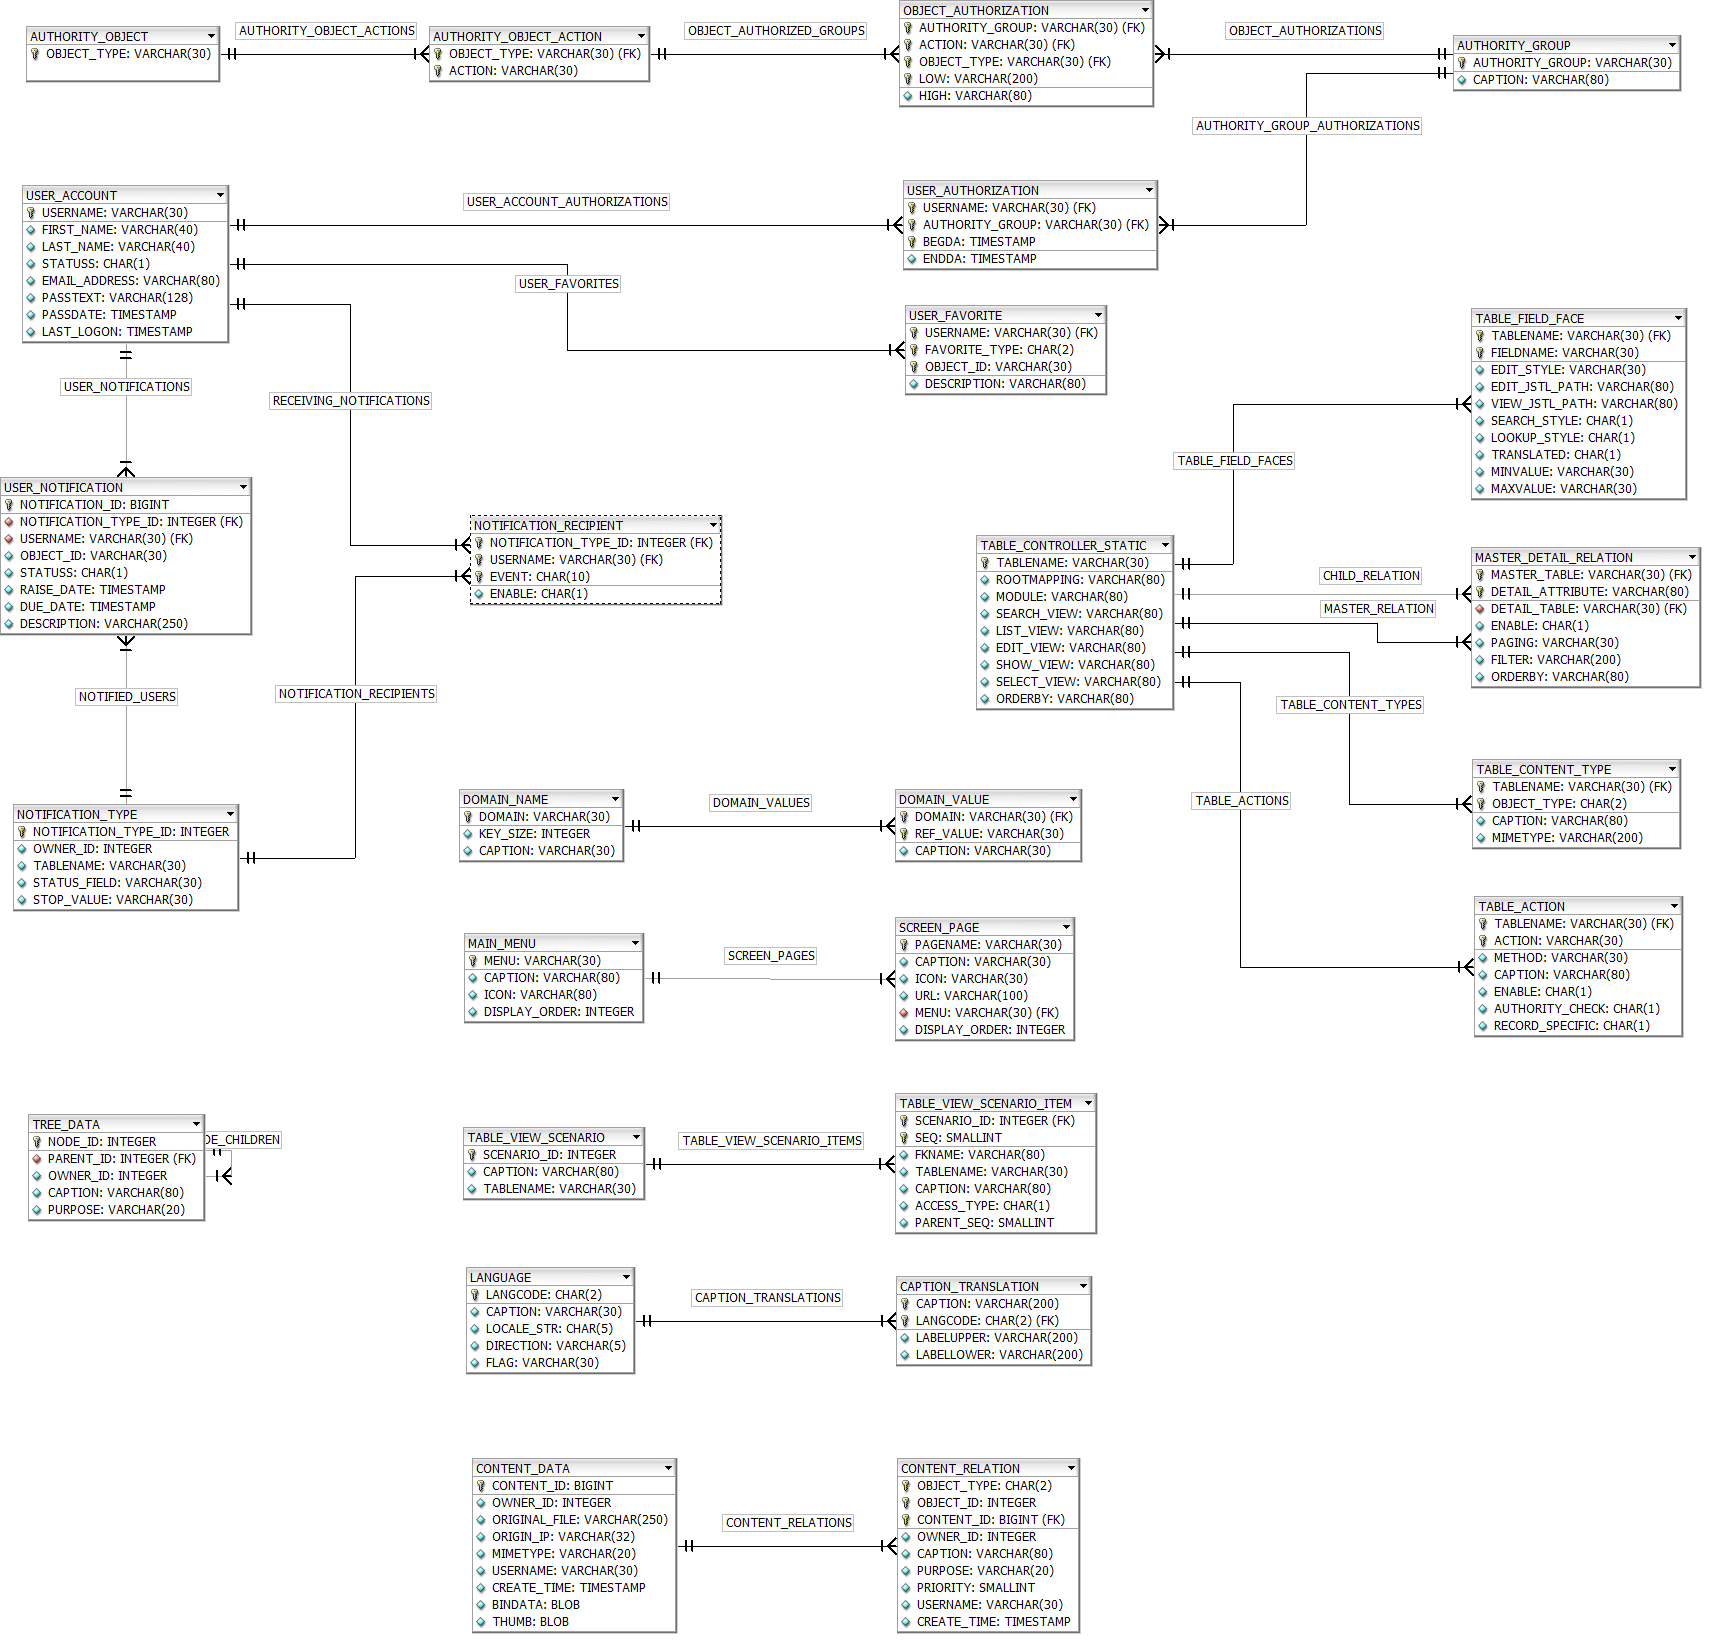 AUTHORITY_OBJECT
OBJECT_TYPE: VARCHAR(30)
AUTHORITY_OBJECT_ACTIONS
AUTHORITY_OBJECT_ACTION
OBJECT_TYPE: VARCHAR(30) (FK)
ACTION: VARCHAR(30)
OBJECT_AUTHORIZED_GROUPS
OBJECT_AUTHORIZATION
AUTHORITY_GROUP: VARCHAR(30) (FK)
ACTION: VARCHAR(30) (FK)
OBJECT_TYPE: VARCHAR(30) (FK)
LOW: VARCHAR(200)
HIGH: VARCHAR(80)
OBJECT_AUTHORIZATIONS
AUTHORITY_GROUP
AUTHORITY_GROUP: VARCHAR(30)
CAPTION: VARCHAR(80)
AUTHORITY_GROUP_AUTHORIZATIONS
USER_ACCOUNT
USERNAME: VARCHAR(30)
FIRST_NAME: VARCHAR(40)
LAST_NAME: VARCHAR(40)
STATUSS: CHAR(1)
EMAIL_ADDRESS: VARCHAR(80)
PASSTEXT: VARCHAR(128)
PASSDATE: TIMESTAMP
LAST_LOGON: TIMESTAMP
USER_ACCOUNT_AUTHORIZATIONS
USER_AUTHORIZATION
USERNAME: VARCHAR(30) (FK)
AUTHORITY_GROUP: VARCHAR(30) (FK)
BEGDA: TIMESTAMP
ENDDA: TIMESTAMP
USER_FAVORITES
USER_FAVORITE
USERNAME: VARCHAR(30) (FK)
FAVORITE_TYPE: CHAR(2)
OBJECT_ID: VARCHAR(30)
DESCRIPTION: VARCHAR(80)
USER_NOTIFICATIONS
RECEIVING_NOTIFICATIONS
USER_NOTIFICATION
NOTIFICATION_ID: BIGINT
NOTIFICATION_TYPE_ID: INTEGER (FK)
USERNAME: VARCHAR(30) (FK)
OBJECT_ID: VARCHAR(30)
STATUSS: CHAR(1)
RAISE_DATE: TIMESTAMP
DUE_DATE: TIMESTAMP
DESCRIPTION: VARCHAR(250)
NOTIFICATION_RECIPIENT
NOTIFICATION_TYPE_ID: INTEGER (FK)
USERNAME: VARCHAR(30) (FK)
EVENT: CHAR(10)
ENABLE: CHAR(1)
NOTIFIED_USERS
NOTIFICATION_RECIPIENTS
NOTIFICATION_TYPE
NOTIFICATION_TYPE_ID: INTEGER
OWNER_ID: INTEGER
TABLENAME: VARCHAR(30)
STATUS_FIELD: VARCHAR(30)
STOP_VALUE: VARCHAR(30)
TABLE_FIELD_FACE
TABLENAME: VARCHAR(30) (FK)
FIELDNAME: VARCHAR(30)
EDIT_STYLE: VARCHAR(30)
EDIT_JSTL_PATH: VARCHAR(80)
VIEW_JSTL_PATH: VARCHAR(80)
SEARCH_STYLE: CHAR(1)
LOOKUP_STYLE: CHAR(1)
TRANSLATED: CHAR(1)
MINVALUE: VARCHAR(30)
MAXVALUE: VARCHAR(30)
TABLE_FIELD_FACES
TABLE_CONTROLLER_STATIC
TABLENAME: VARCHAR(30)
ROOTMAPPING: VARCHAR(80)
MODULE: VARCHAR(80)
SEARCH_VIEW: VARCHAR(80)
LIST_VIEW: VARCHAR(80)
EDIT_VIEW: VARCHAR(80)
SHOW_VIEW: VARCHAR(80)
SELECT_VIEW: VARCHAR(80)
ORDERBY: VARCHAR(80)
CHILD_RELATION
MASTER_RELATION
MASTER_DETAIL_RELATION
MASTER_TABLE: VARCHAR(30) (FK)
DETAIL_ATTRIBUTE: VARCHAR(80)
DETAIL_TABLE: VARCHAR(30) (FK)
ENABLE: CHAR(1)
PAGING: VARCHAR(30)
FILTER: VARCHAR(200)
ORDERBY: VARCHAR(80)
TABLE_CONTENT_TYPES
TABLE_CONTENT_TYPE
TABLENAME: VARCHAR(30) (FK)
OBJECT_TYPE: CHAR(2)
CAPTION: VARCHAR(80)
MIMETYPE: VARCHAR(200)
TABLE_ACTIONS
TABLE_ACTION
TABLENAME: VARCHAR(30) (FK)
ACTION: VARCHAR(30)
METHOD: VARCHAR(30)
CAPTION: VARCHAR(80)
ENABLE: CHAR(1)
AUTHORITY_CHECK: CHAR(1)
RECORD_SPECIFIC: CHAR(1)
DOMAIN_NAME
DOMAIN: VARCHAR(30)
KEY_SIZE: INTEGER
CAPTION: VARCHAR(30)
DOMAIN_VALUES
DOMAIN_VALUE
DOMAIN: VARCHAR(30) (FK)
REF_VALUE: VARCHAR(30)
CAPTION: VARCHAR(30)
MAIN_MENU
MENU: VARCHAR(30)
CAPTION: VARCHAR(80)
ICON: VARCHAR(80)
DISPLAY_ORDER: INTEGER
SCREEN_PAGES
SCREEN_PAGE
PAGENAME: VARCHAR(30)
CAPTION: VARCHAR(30)
ICON: VARCHAR(30)
URL: VARCHAR(100)
MENU: VARCHAR(30) (FK)
DISPLAY_ORDER: INTEGER
TREE_DATA
NODE_ID: INTEGER
PARENT_ID: INTEGER (FK)
OWNER_ID: INTEGER
CAPTION: VARCHAR(80)
PURPOSE: VARCHAR(20)
DE_CHILDREN
TABLE_VIEW_SCENARIO
SCENARIO_ID: INTEGER
CAPTION: VARCHAR(80)
TABLENAME: VARCHAR(30)
TABLE_VIEW_SCENARIO_ITEMS
TABLE_VIEW_SCENARIO_ITEM
SCENARIO_ID: INTEGER (FK)
SEQ: SMALLINT
FKNAME: VARCHAR(80)
TABLENAME: VARCHAR(30)
CAPTION: VARCHAR(80)
ACCESS_TYPE: CHAR(1)
PARENT_SEQ: SMALLINT
LANGUAGE
LANGCODE: CHAR(2)
CAPTION: VARCHAR(30)
LOCALE_STR: CHAR(5)
DIRECTION: VARCHAR(5)
FLAG: VARCHAR(30)
CAPTION_TRANSLATIONS
CAPTION_TRANSLATION
CAPTION: VARCHAR(200)
LANGCODE: CHAR(2) (FK)
LABELUPPER: VARCHAR(200)
LABELLOWER: VARCHAR(200)
CONTENT_DATA
CONTENT_ID: BIGINT
OWNER_ID: INTEGER
ORIGINAL_FILE: VARCHAR(250)
ORIGIN_IP: VARCHAR(32)
MIMETYPE: VARCHAR(20)
USERNAME: VARCHAR(30)
CREATE_TIME: TIMESTAMP
BINDATA: BLOB
THUMB: BLOB
CONTENT_RELATIONS
CONTENT_RELATION
OBJECT_TYPE: CHAR(2)
OBJECT_ID: INTEGER
CONTENT_ID: BIGINT (FK)
OWNER_ID: INTEGER
CAPTION: VARCHAR(80)
PURPOSE: VARCHAR(20)
PRIORITY: SMALLINT
USERNAME: VARCHAR(30)
CREATE_TIME: TIMESTAMP